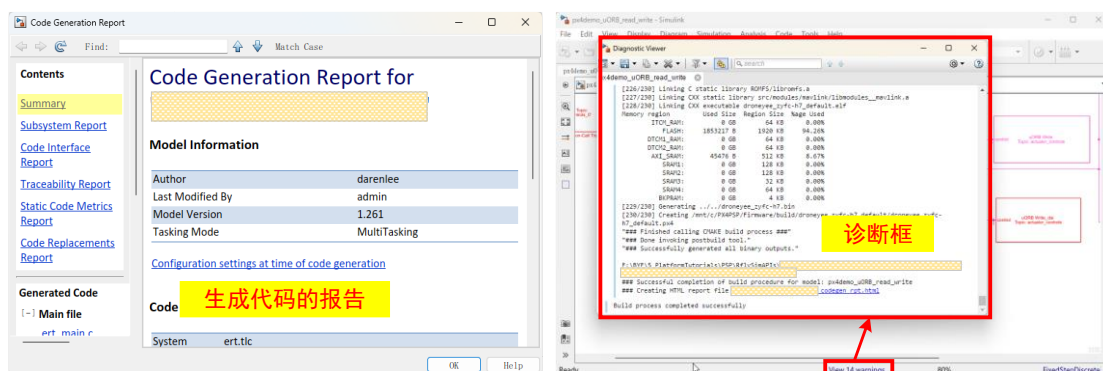 Code Generation Report
Find:
Match Case
Contents
Summary
Subsystem Report
Code Interface
Report
Traceability Report
Static Code Metrics
Report
Code Replacements
Report
Generated Code
[-] Main file
ert_main.c
Code Generation Report for
Model Information
Author darenlee
Last Modified By admin
Model Version 1.261
Tasking Mode MultiTasking
Configuration settings at time of code generation
生成代码的报告
Code
System ert.tlc
OK Help
px4demo_uORB_read_write - Simulink
File Edit View Display Diagram Simulation Analysis Code Tools Help
Diagnostic Viewer
search
px4demo_uORB_read_write
[226/230] Linking C static library ROMFS/libromfs.a
[227/230] Linking CXX static library src/modules/mavlink/libmodules__mavlink.a
[228/230] Linking CXX executable droneyee_zyfc-h7_default.elf
Memory region Used Size Region Size %age Used
ITCM_RAM: 0 GB 64 KB 0.00%
FLASH: 1853217 B 1920 KB 94.26%
DTCM1_RAM: 0 GB 64 KB 0.00%
DTCM2_RAM: 0 GB 64 KB 0.00%
AXI_SRAM: 45476 B 512 KB 8.67%
SRAM1: 0 GB 128 KB 0.00%
SRAM2: 0 GB 128 KB 0.00%
SRAM3: 0 GB 32 KB 0.00%
SRAM4: 0 GB 64 KB 0.00%
BKPRAM: 0 GB 4 KB 0.00%
[229/230] Generating ../../droneyee_zyfc-h7.bin
[230/230] Creating /mnt/c/PX4PSP/Firmware/build/droneyee_zyfc-h7_default/droneyee_zyfc-
h7_default.px4
"### Finished calling CMAKE build process ###"
"### Done invoking postbuild tool."
"### Successfully generated all binary outputs."
诊断框
### Successful completion of build procedure for model: px4demo_uORB_read_write
### Creating HTML report file codegen_rpt.html
Build process completed successfully
Ready
View 14 warnings
80%
FixedStepDiscrete